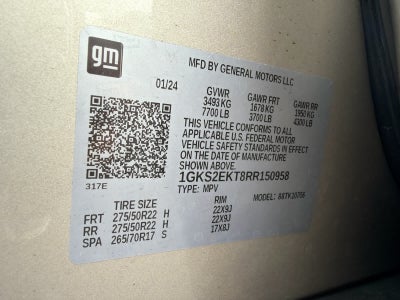 gm
MFD BY GENERAL MOTORS LLC
01/24 GVWR GAWR FRT GAWR RR
3493 KG 1678 KG 1950 KG
7700 LB 3700 LB 4300 LB
THIS VEHICLE CONFORMS TO ALL
APPLICABLE U.S. FEDERAL MOTOR
VEHICLE SAFETY STANDARDS IN EFFECT
ON THE DATE OF MANUFACTURE
SHOWN ABOVE.
317E 1GKS2EKT8RR150958
TYPE: MPV MODEL:
TIRE SIZE RIM
FRT 275/50R22 H 22X9J
RR 275/50R22 H 22X9J
SPA 265/70R17 S 17X8J